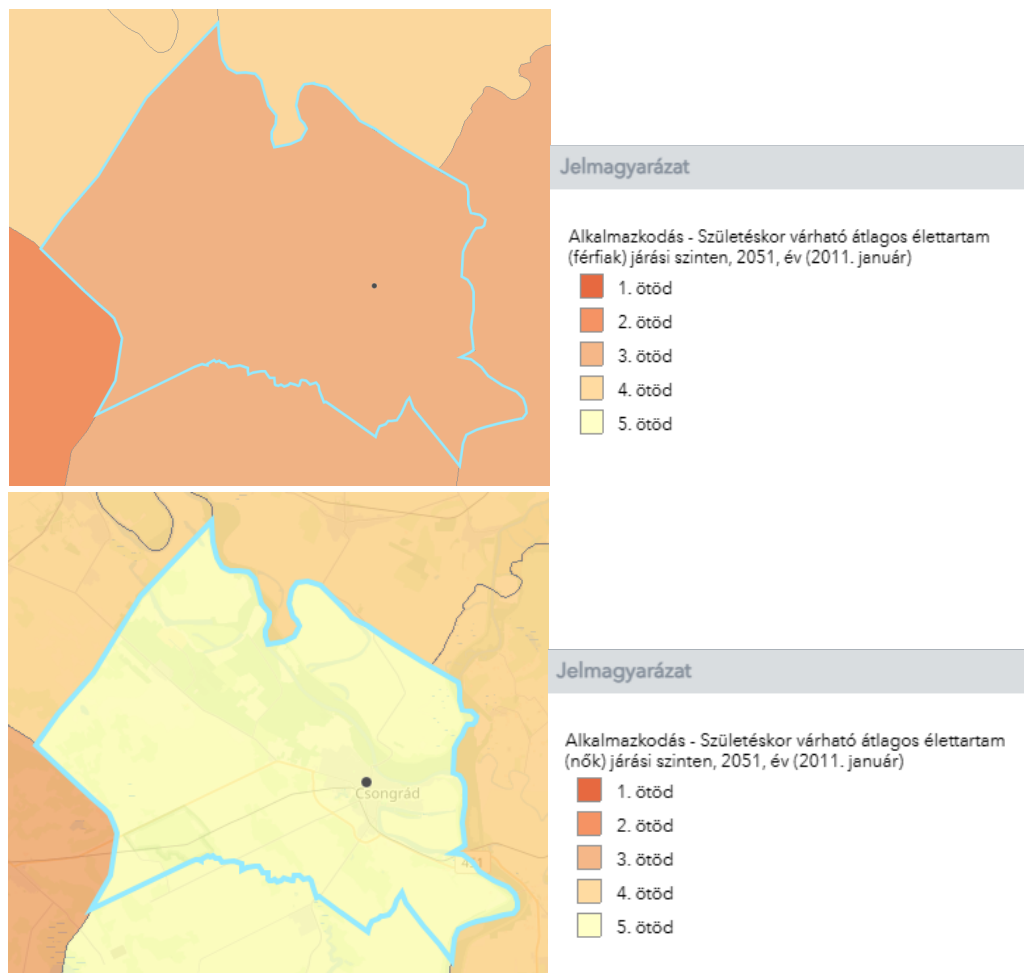 Jelmagyarázat
Alkalmazkodás - Születéskor várható átlagos élettartam
(férfiak) járási szinten, 2051, év (2011. január)
1. ötöd
2. ötöd
3. ötöd
4. ötöd
5. ötöd
Csongrád
Jelmagyarázat
Alkalmazkodás - Születéskor várható átlagos élettartam
(nők) járási szinten, 2051, év (2011. január)
1. ötöd
2. ötöd
3. ötöd
4. ötöd
5. ötöd